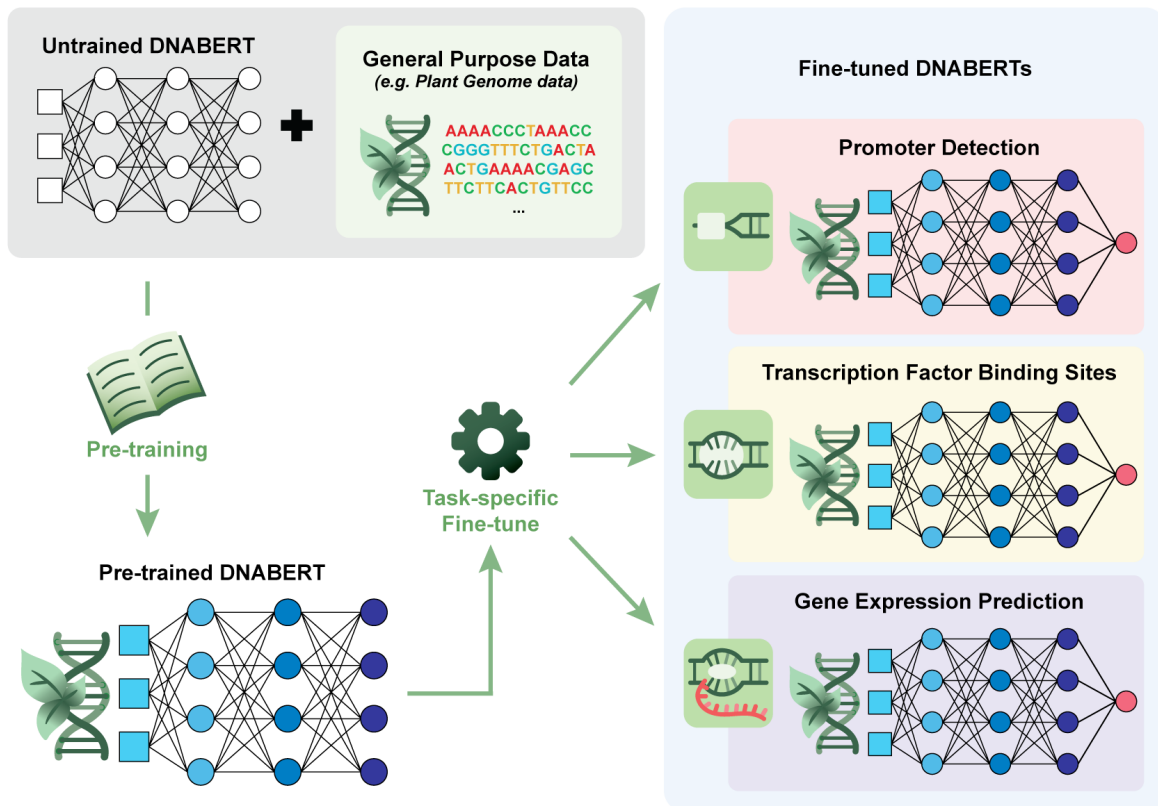 Untrained DNABERT
General Purpose Data
(e.g. Plant Genome data)
AAAACCCTAAACC
CGGGTTTCTGACTA
ACTGAAAACGAGC
TTCTTCACTGTTCC
...
Pre-training
Pre-trained DNABERT
Task-specific
Fine-tune
Fine-tuned DNABERTs
Promoter Detection
Transcription Factor Binding Sites
Gene Expression Prediction